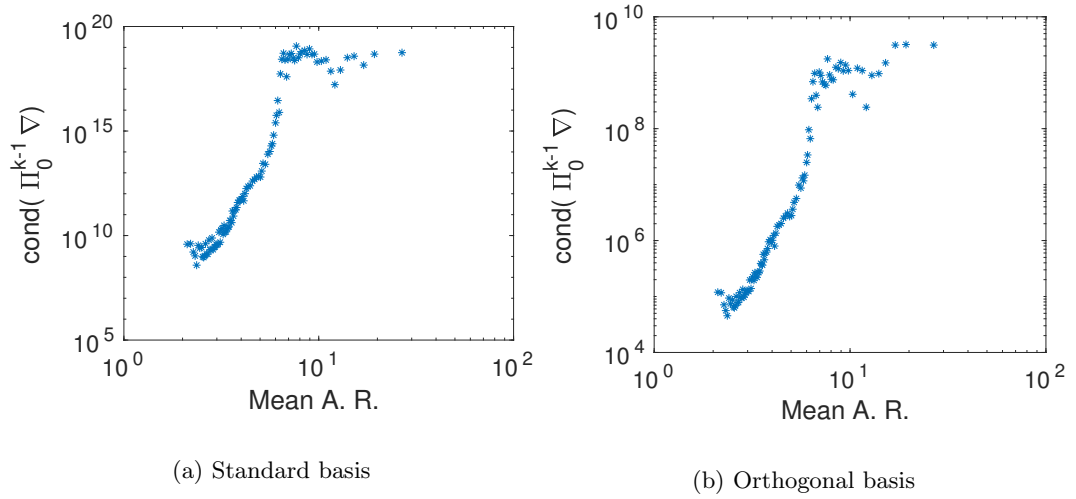 10^20
10^15
10^10
10^5
cond( Π_0^{k-1} ∇)
10^0
10^1
10^2
Mean A. R.
(a) Standard basis
10^10
10^8
10^6
10^4
cond( Π_0^{k-1} ∇)
10^0
10^1
10^2
Mean A. R.
(b) Orthogonal basis